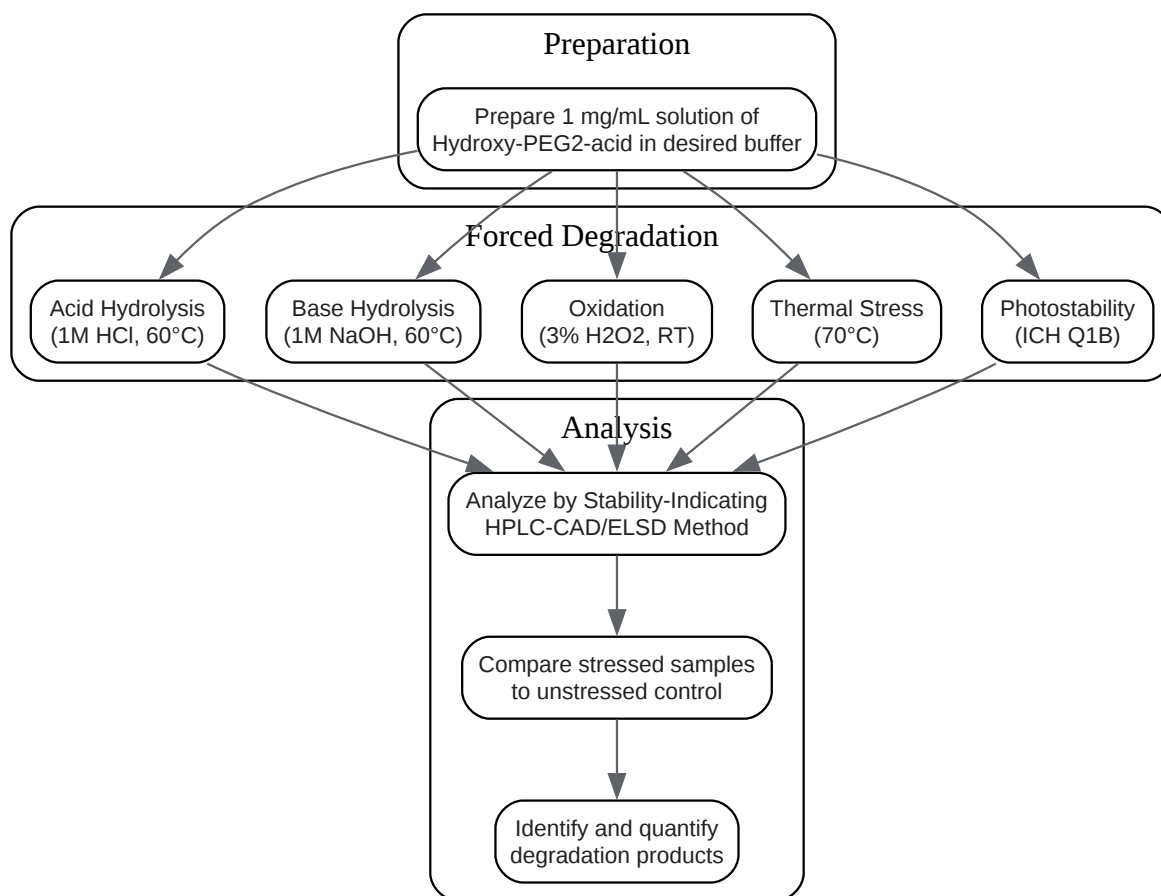 Preparation
Prepare 1 mg/mL solution of
Hydroxy-PEG2-acid in desired buffer
Forced Degradation
Acid Hydrolysis
(1M HCl, 60°C)
Base Hydrolysis
(1M NaOH, 60°C)
Oxidation
(3% H2O2, RT)
Thermal Stress
(70°C)
Photostability
(ICH Q1B)
Analysis
Analyze by Stability-Indicating
HPLC-CAD/ELSD Method
Compare stressed samples
to unstressed control
Identify and quantify
degradation products